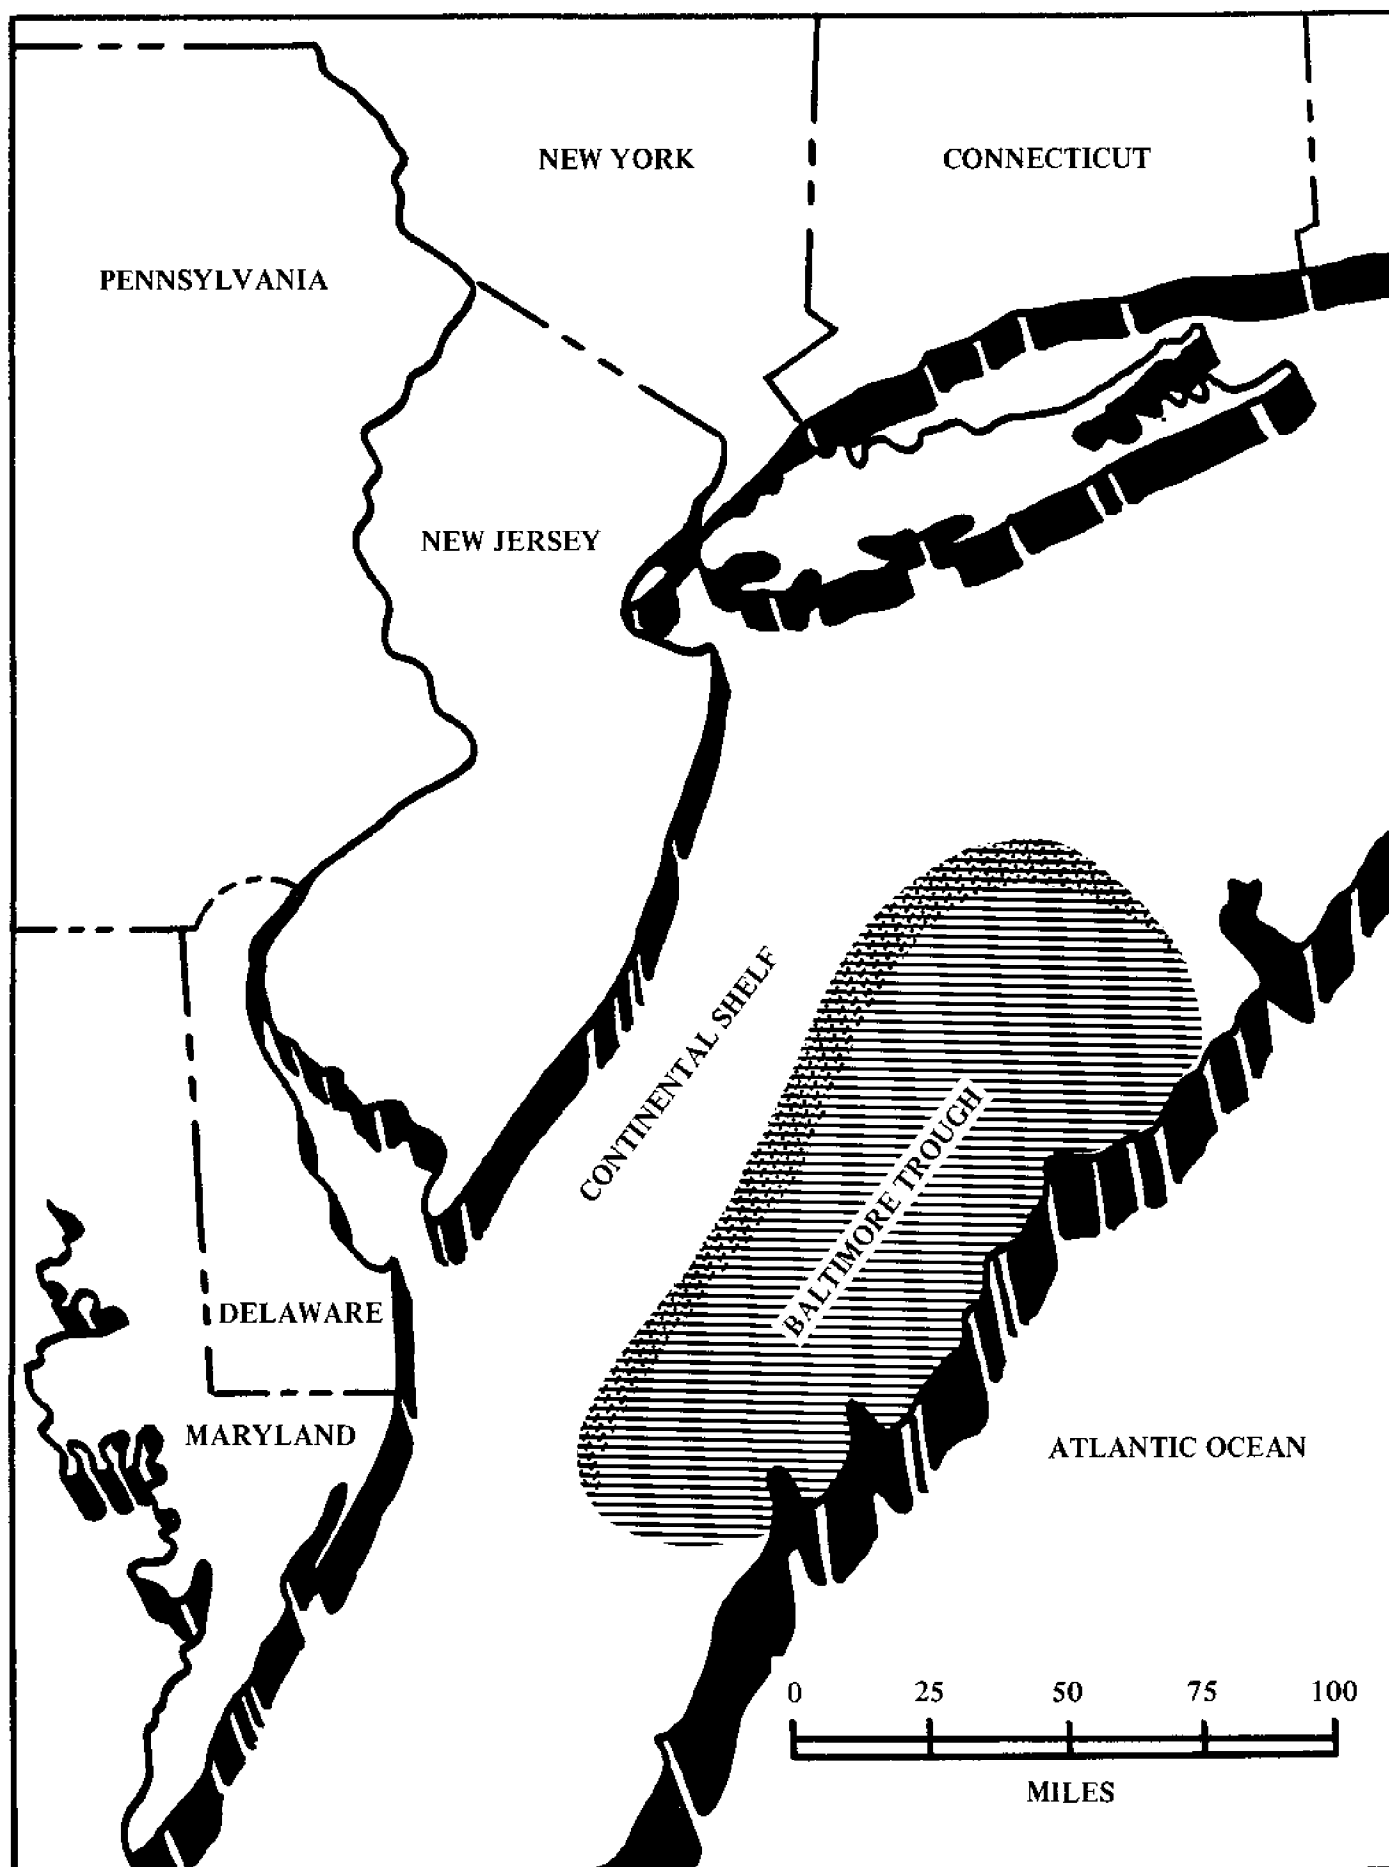 NEW YORK
CONNECTICUT
PENNSYLVANIA
NEW JERSEY
CONTINENTAL SHELF
BALTIMORE TROUGH
DELAWARE
MARYLAND
ATLANTIC OCEAN
0 25 50 75 100
MILES